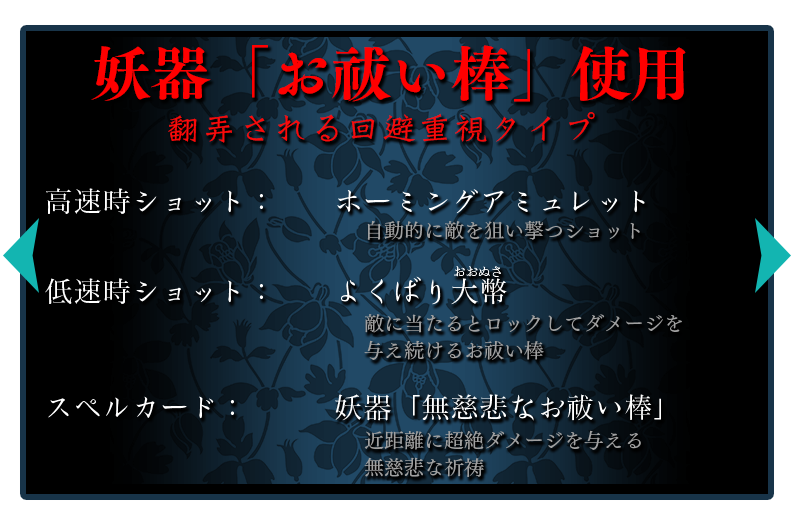 妖器「お祓い棒」使用
翻弄される回避重視タイプ
高速時ショット： ホーミングアミュレット
自動的に敵を狙い撃つショット
おおぬさ
低速時ショット： よくばり大幣
敵に当たるとロックしてダメージを
与え続けるお祓い棒
スペルカード： 妖器「無慈悲なお祓い棒」
近距離に超絶ダメージを与える
無慈悲な祈祷